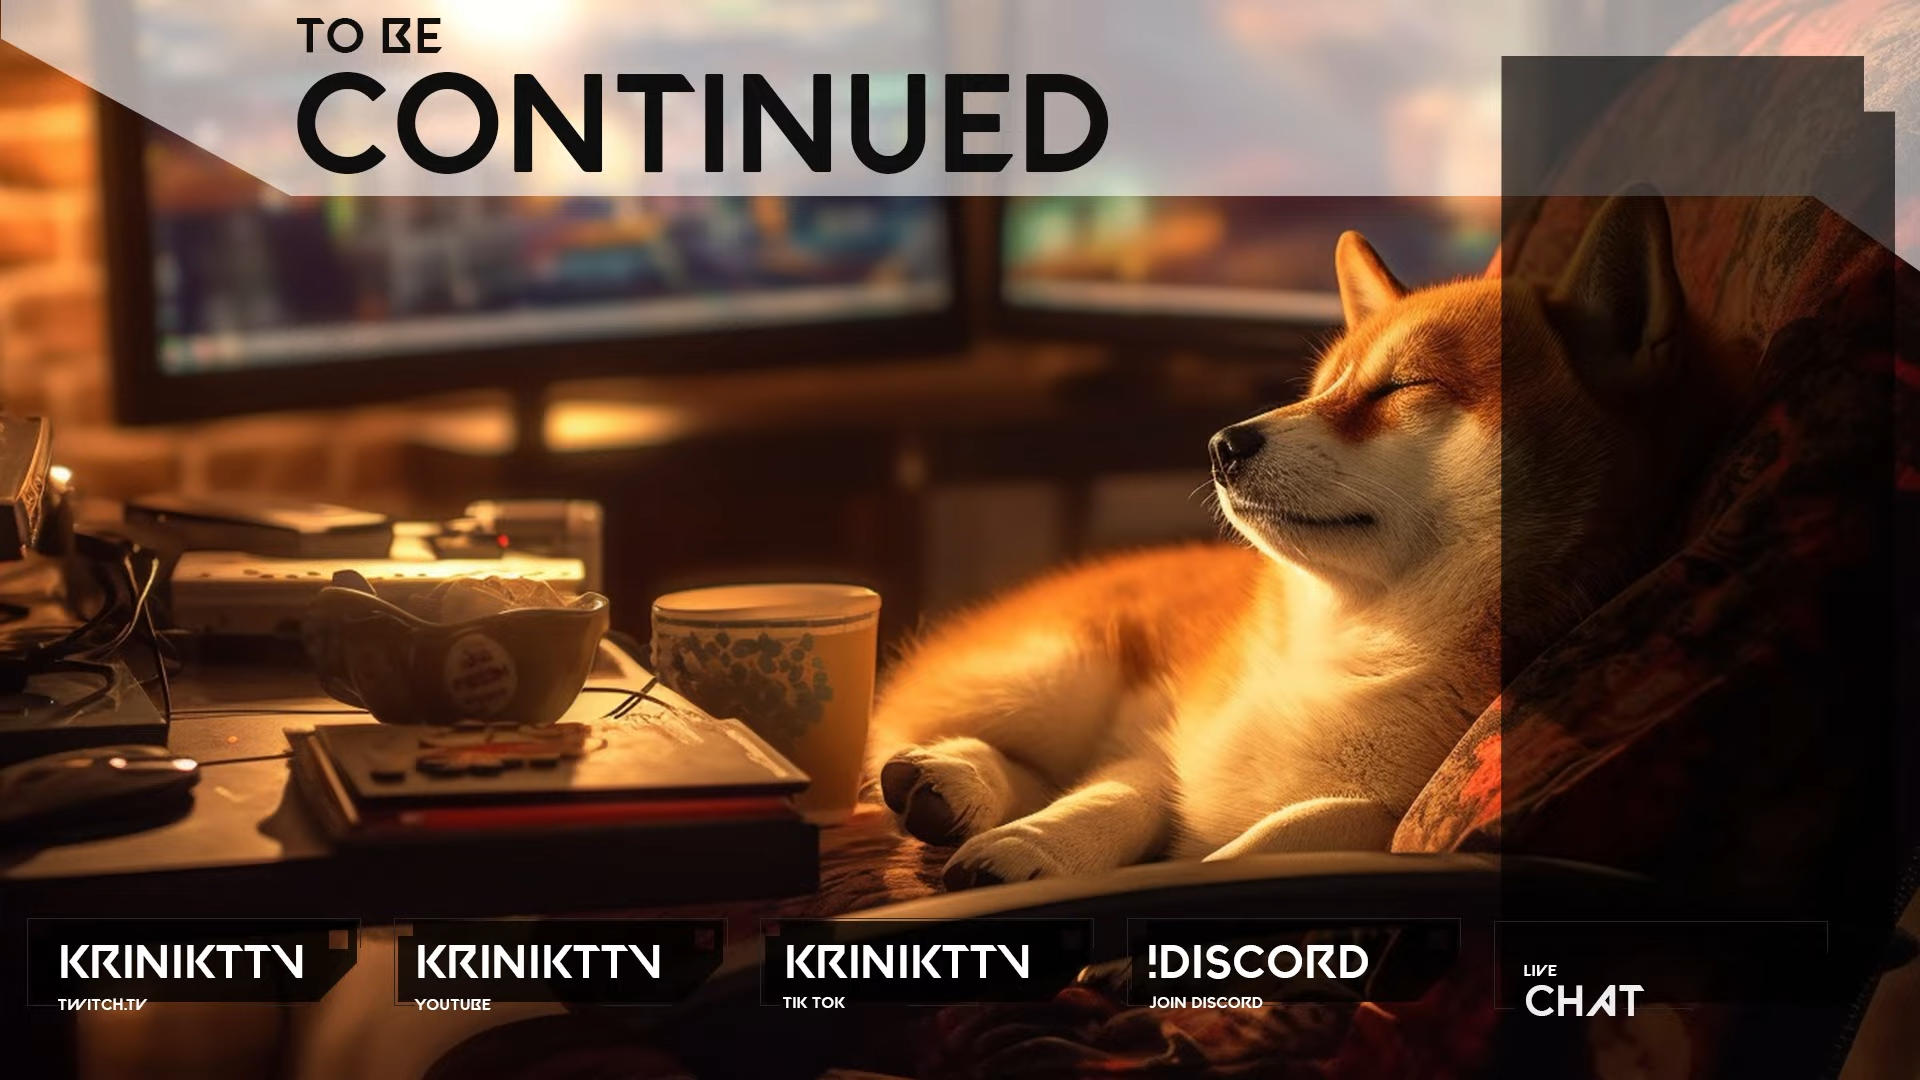 TO BE
CONTINUED
KRINIKTTV
TWITCH.TV
KRINIKTTV
YOUTUBE
KRINIKTTV
TIK TOK
!DISCORD
JOIN DISCORD
LIVE
CHAT